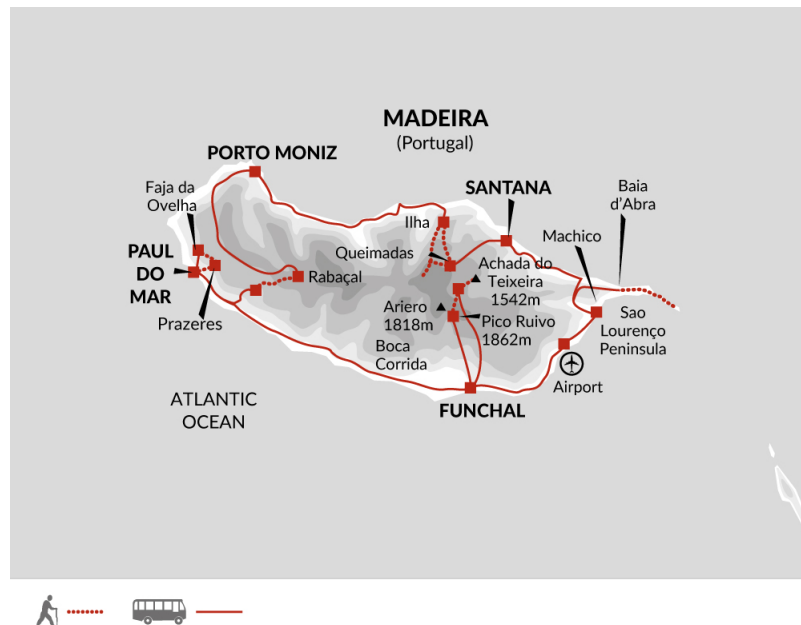 MADEIRA
(Portugal)
PORTO MONIZ
Faja da
Ovelha
SANTANA
Baia
d'Abra
Ilha
Machico
Queimadas
PAUL
DO
MAR
Achada do
Teixeira
1542m
Rabaçal
Prazeres
Ariero
1818m
Pico Ruivo
1862m
Sao
Lourenço
Peninsula
Boca
Corrida
Airport
ATLANTIC
OCEAN
FUNCHAL